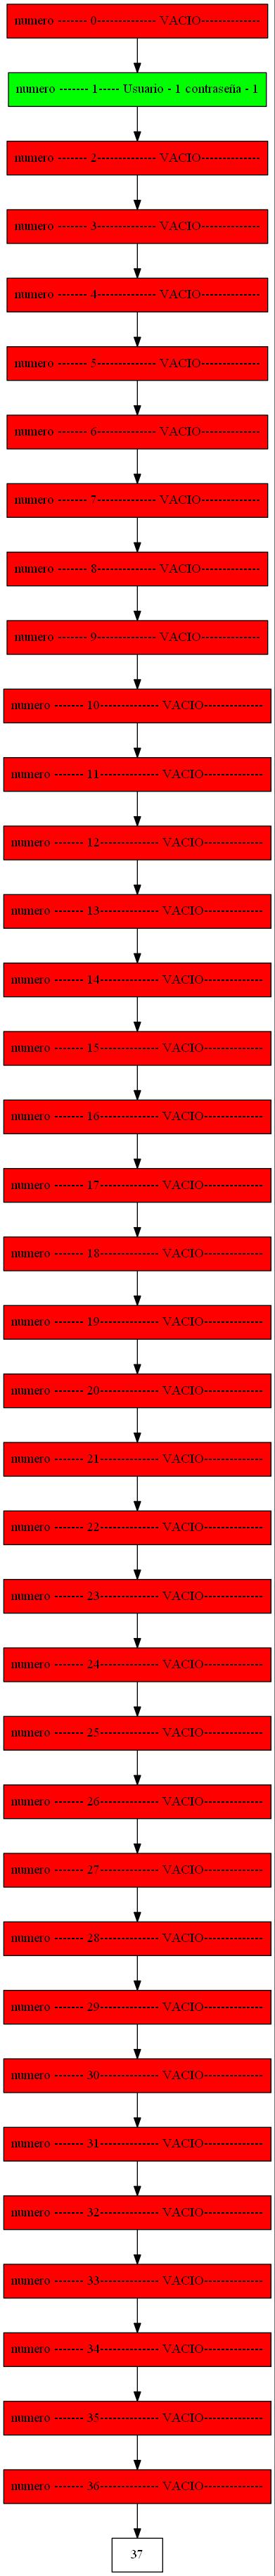 numero ------- 0-------------- VACIO--------------
numero ------- 1----- Usuario - 1 contraseña - 1
numero ------- 2-------------- VACIO--------------
numero ------- 3-------------- VACIO--------------
numero ------- 4-------------- VACIO--------------
numero ------- 5-------------- VACIO--------------
numero ------- 6-------------- VACIO--------------
numero ------- 7-------------- VACIO--------------
numero ------- 8-------------- VACIO--------------
numero ------- 9-------------- VACIO--------------
numero ------- 10-------------- VACIO--------------
numero ------- 11-------------- VACIO--------------
numero ------- 12-------------- VACIO--------------
numero ------- 13-------------- VACIO--------------
numero ------- 14-------------- VACIO--------------
numero ------- 15-------------- VACIO--------------
numero ------- 16-------------- VACIO--------------
numero ------- 17-------------- VACIO--------------
numero ------- 18-------------- VACIO--------------
numero ------- 19-------------- VACIO--------------
numero ------- 20-------------- VACIO--------------
numero ------- 21-------------- VACIO--------------
numero ------- 22-------------- VACIO--------------
numero ------- 23-------------- VACIO--------------
numero ------- 24-------------- VACIO--------------
numero ------- 25-------------- VACIO--------------
numero ------- 26-------------- VACIO--------------
numero ------- 27-------------- VACIO--------------
numero ------- 28-------------- VACIO--------------
numero ------- 29-------------- VACIO--------------
numero ------- 30-------------- VACIO--------------
numero ------- 31-------------- VACIO--------------
numero ------- 32-------------- VACIO--------------
numero ------- 33-------------- VACIO--------------
numero ------- 34-------------- VACIO--------------
numero ------- 35-------------- VACIO--------------
numero ------- 36-------------- VACIO--------------
37